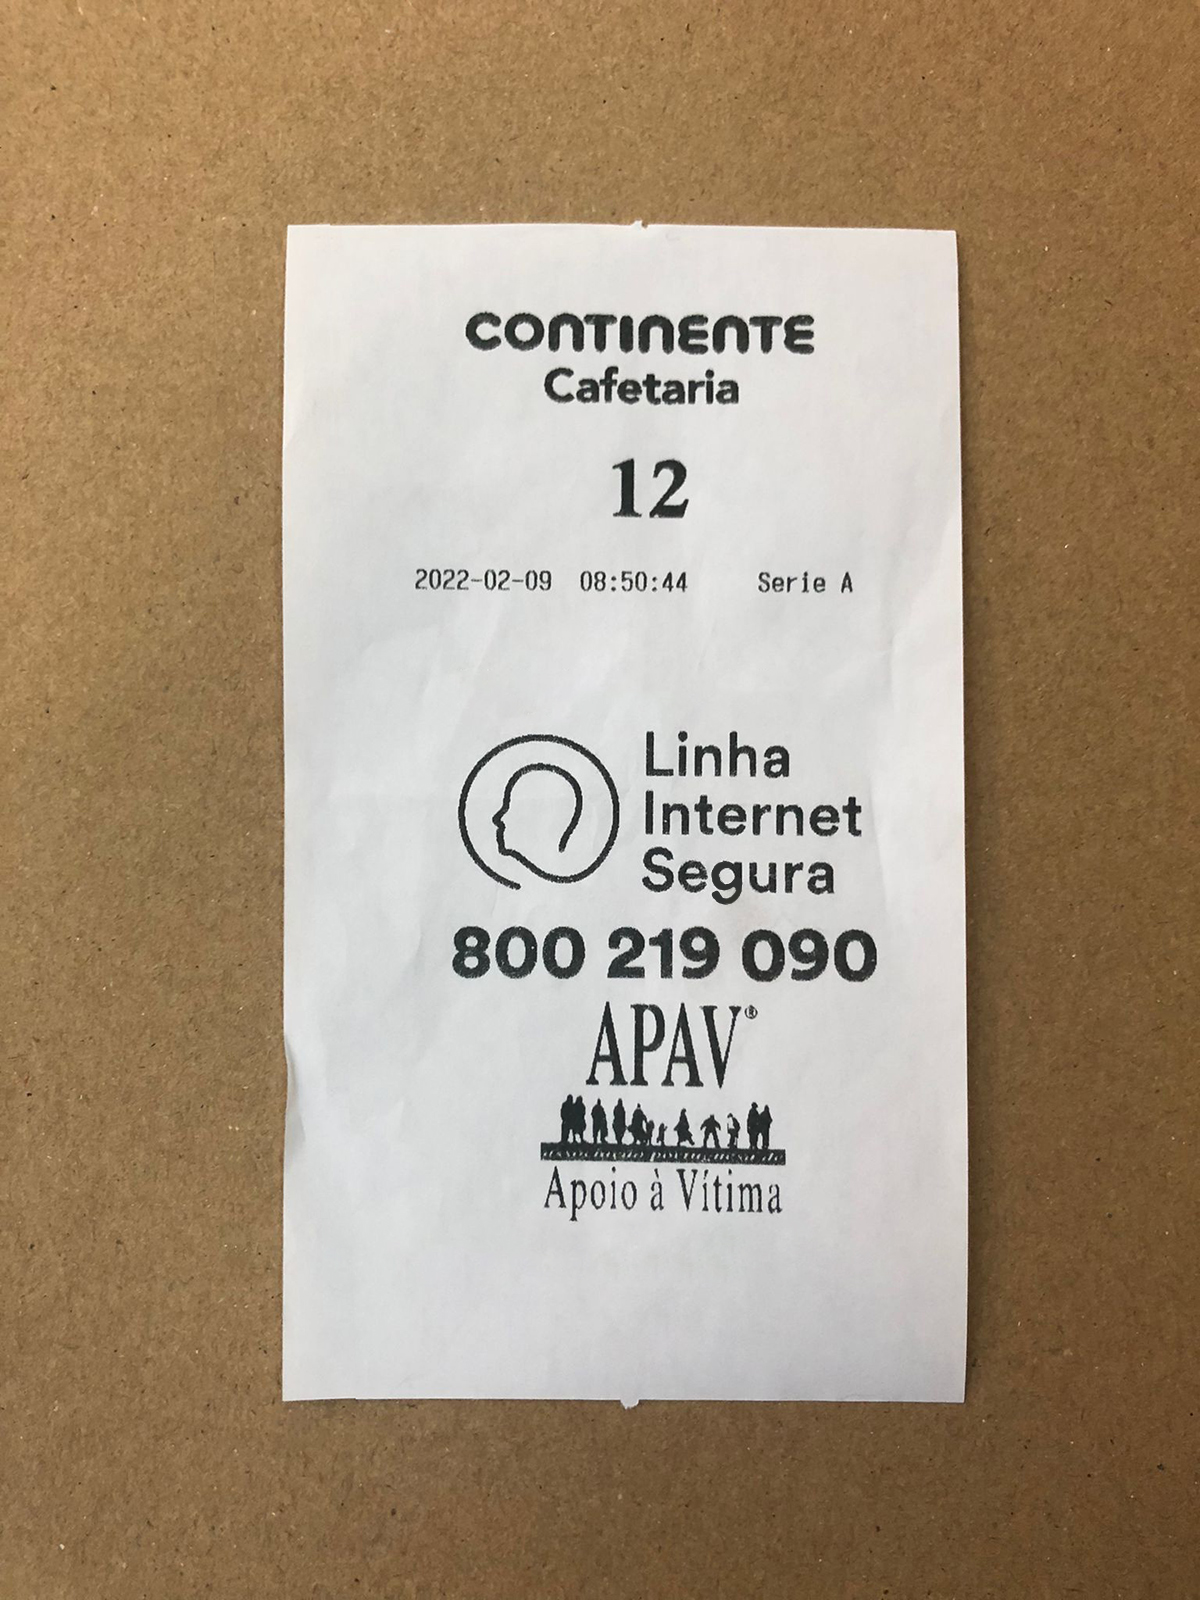 CONTINENTE
Cafetaria
12
2022-02-09 08:50:44 Serie A
Linha
Internet
Segura
800 219 090
APAV®
Apoio à Vítima